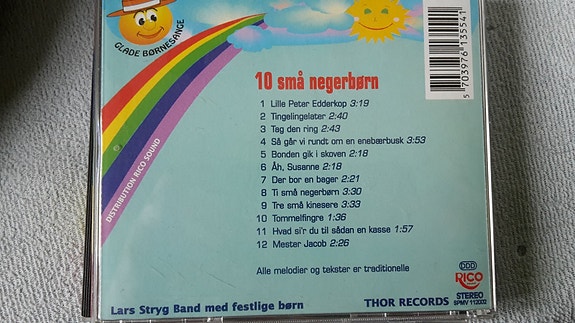 GLADE BØRNESANGE
5 703976 135541
10 små negerbørn
1 Lille Peter Edderkop 3:19
2 Tingelingelater 2:40
3 Tag den ring 2:43
4 Så går vi rundt om en enebærbusk 3:53
5 Bonden gik i skoven 2:18
6 Åh, Susanne 2:18
7 Der bor en bager 2:21
8 Ti små negerbørn 3:30
9 Tre små kinesere 3:33
10 Tommelfingre 1:36
11 Hvad si'r du til sådan en kasse 1:57
12 Mester Jacob 2:26
Alle melodier og tekster er traditionelle
DISTRIBUTION RICO SOUND
DDD
RICO
STEREO
SPMV 112002
Lars Stryg Band med festlige børn
THOR RECORDS